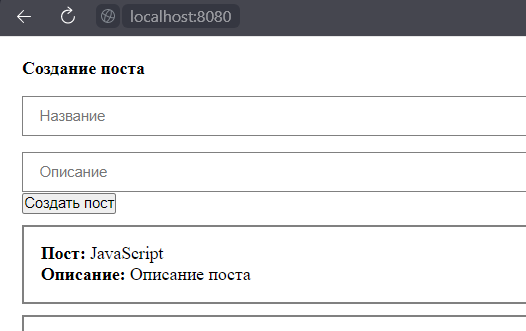 localhost:8080
Создание поста
Название
Описание
Создать пост
Пост: JavaScript
Описание: Описание поста